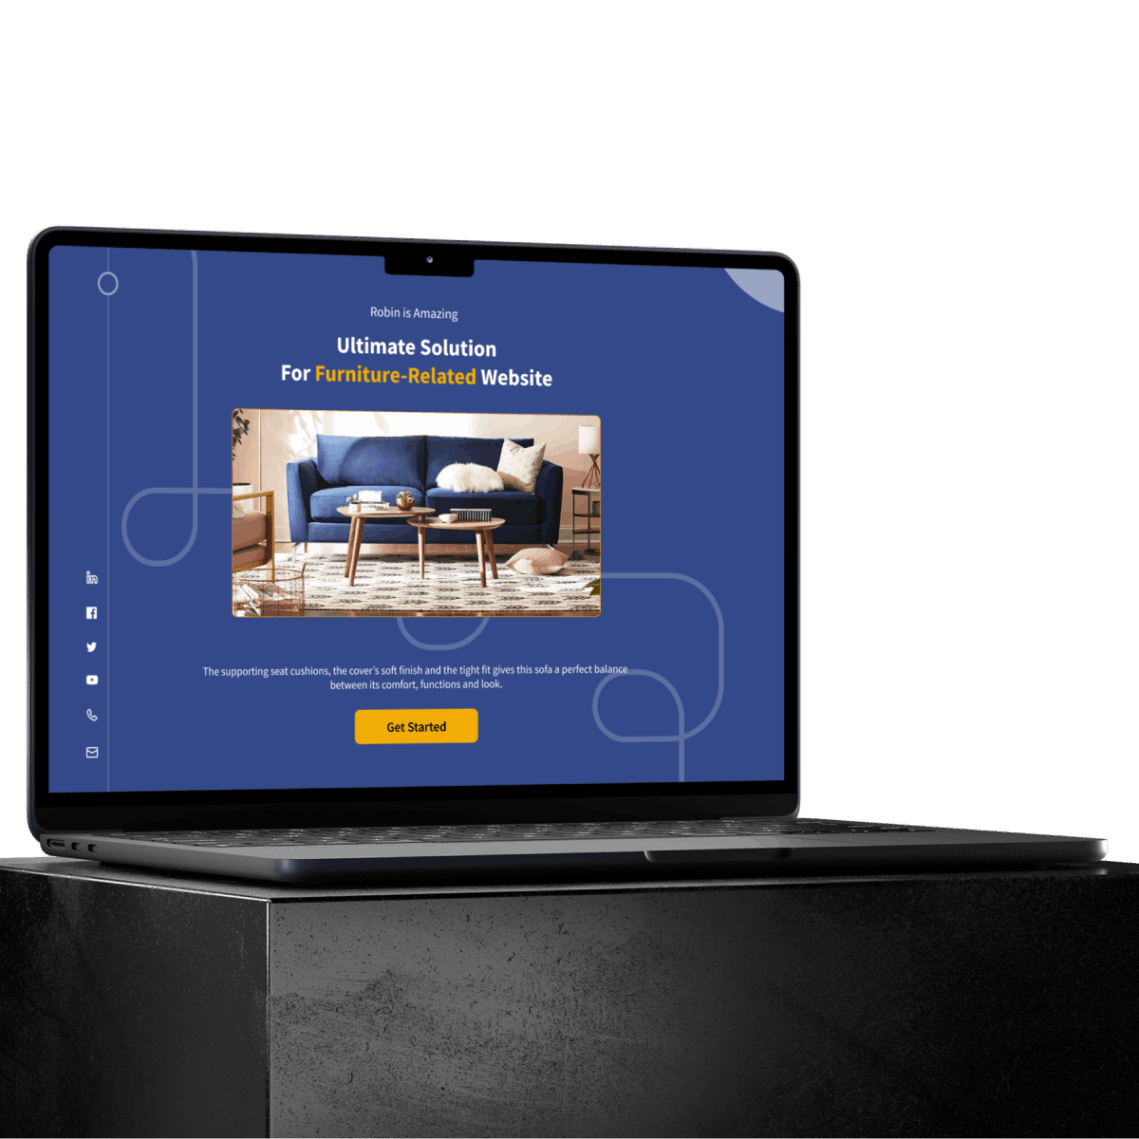 Robin is Amazing
Ultimate Solution
For Furniture-Related Website
The supporting seat cushions, the cover's soft finish and the tight fit gives this sofa a perfect balance
between its comfort, functions and look.
Get Started